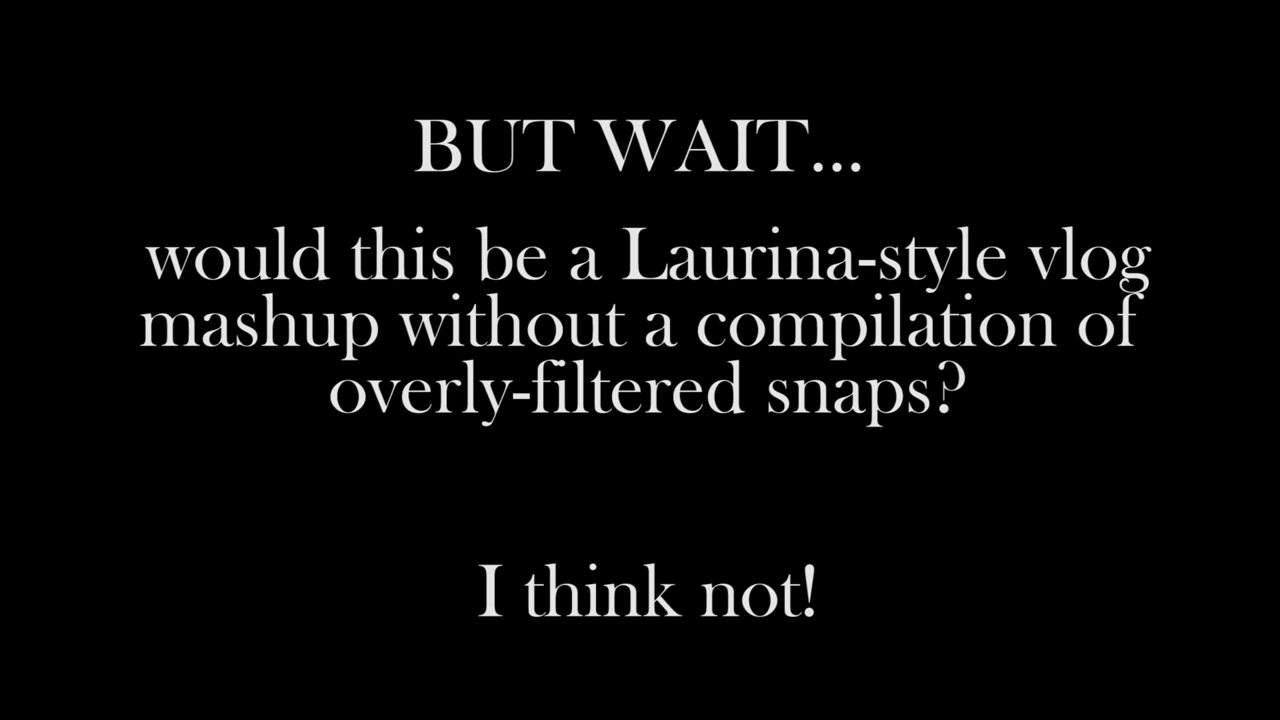 BUT WAIT...
would this be a Laurina-style vlog
mashup without a compilation of
overly-filtered snaps?
I think not!